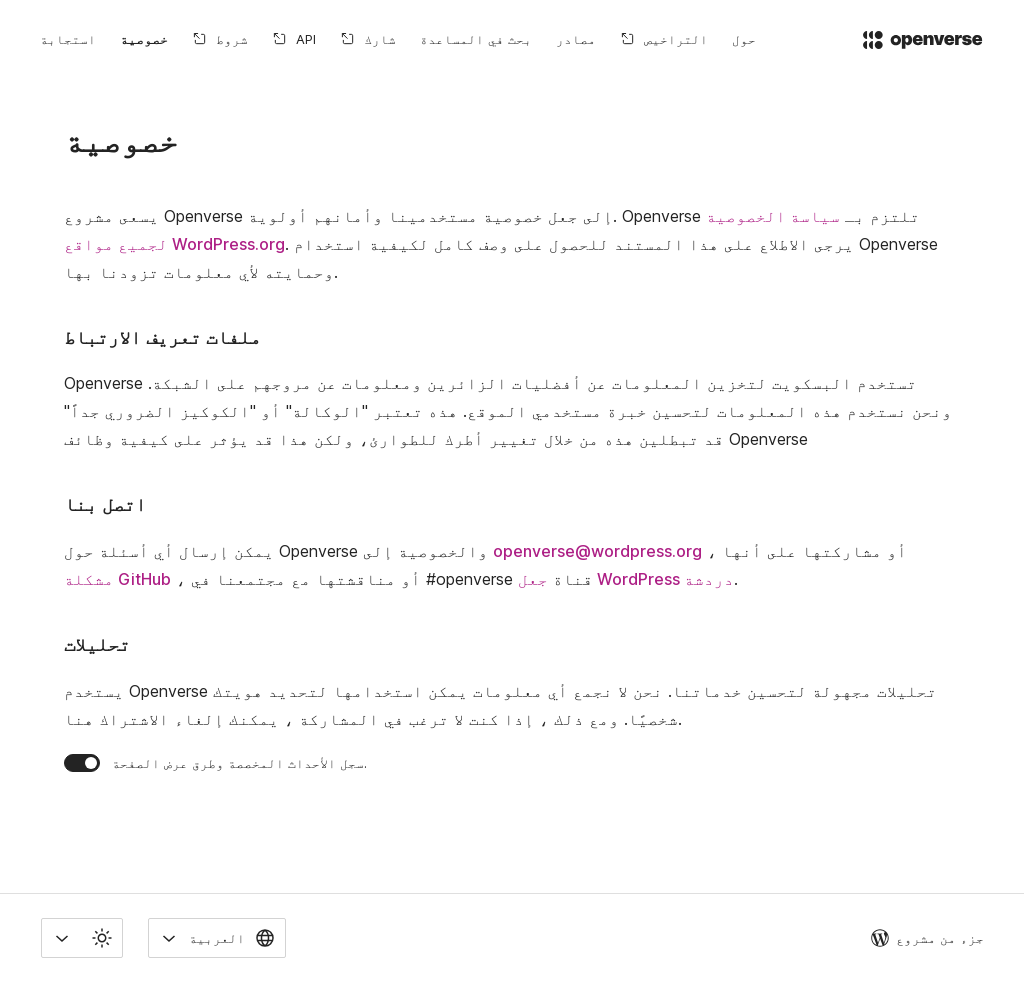 openverse
حول
التراخيص
مصادر
بحث في المساعدة
شارك
API
شروط
خصوصية
استجابة
خصوصية
يسعى مشروع Openverse إلى جعل خصوصية مستخدمينا وأمانهم أولوية. Openverse تلتزم بـ سياسة الخصوصية
لجميع مواقع WordPress.org. يرجى الاطلاع على هذا المستند للحصول على وصف كامل لكيفية استخدام Openverse
وحمايته لأي معلومات تزودنا بها.
ملفات تعريف الارتباط
Openverse تستخدم البسكويت لتخزين المعلومات عن أفضليات الزائرين ومعلومات عن مروجهم على الشبكة.
ونحن نستخدم هذه المعلومات لتحسين خبرة مستخدمي الموقع. هذه تعتبر "الوكالة" أو "الكوكيز الضروري جداً"
قد تبطلين هذه من خلال تغيير أطرك للطوارئ، ولكن هذا قد يؤثر على كيفية وظائف Openverse
اتصل بنا
يمكن إرسال أي أسئلة حول Openverse والخصوصية إلى openverse@wordpress.org ، أو مشاركتها على أنها
مشكلة GitHub ، أو مناقشتها مع مجتمعنا في #openverse قناة جعل WordPress دردشة.
تحليلات
يستخدم Openverse تحليلات مجهولة لتحسين خدماتنا. نحن لا نجمع أي معلومات يمكن استخدامها لتحديد هويتك
شخصيًا. ومع ذلك ، إذا كنت لا ترغب في المشاركة ، يمكنك إلغاء الاشتراك هنا.
سجل الأحداث المخصصة وطرق عرض الصفحة.
جزء من مشروع
العربية